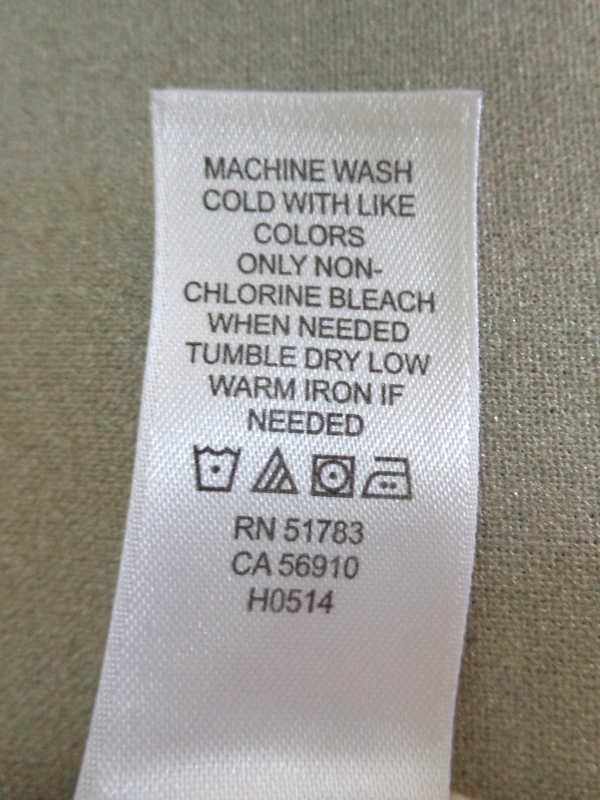 MACHINE WASH
COLD WITH LIKE
COLORS
ONLY NON-
CHLORINE BLEACH
WHEN NEEDED
TUMBLE DRY LOW
WARM IRON IF
NEEDED
RN 51783
CA 56910
H0514